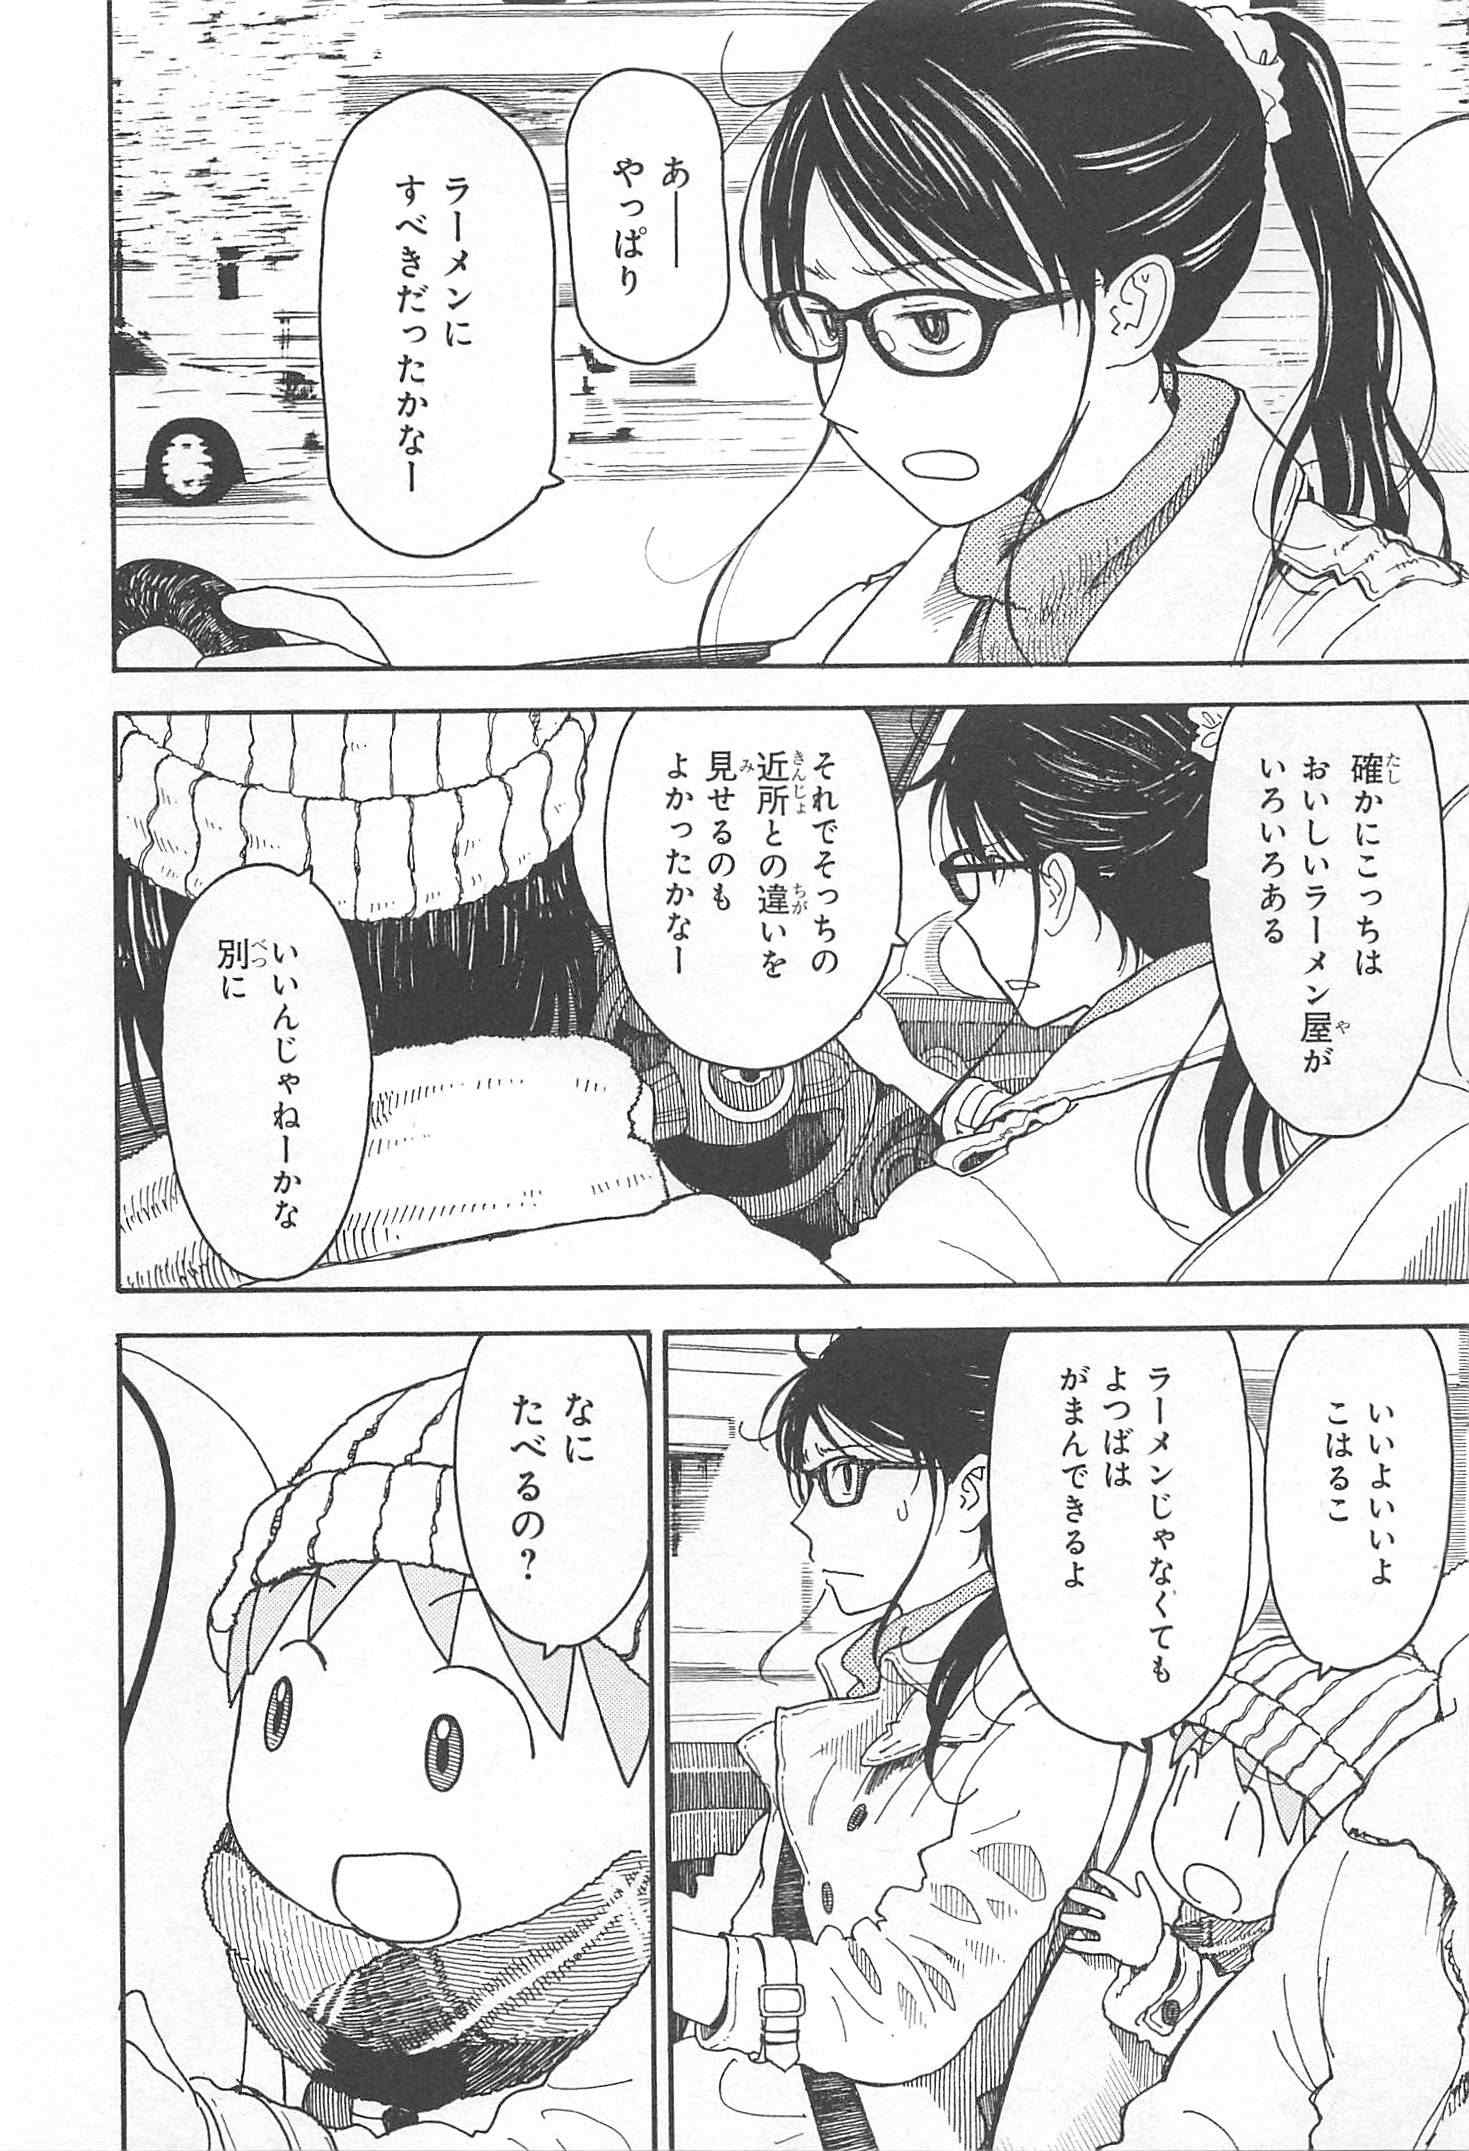 あー
やっぱり
ラーメンに
すべきだったかなー
確かにこっちは
おいしいラーメン屋が
いろいろある
それでそっちの
近所との違いを
見せるのも
よかったかなー
いいんじゃねーかな
別に
いいよいいよ
こはるこ
ラーメンじゃなくても
よつばは
がまんできるよ
なに
たべるの?